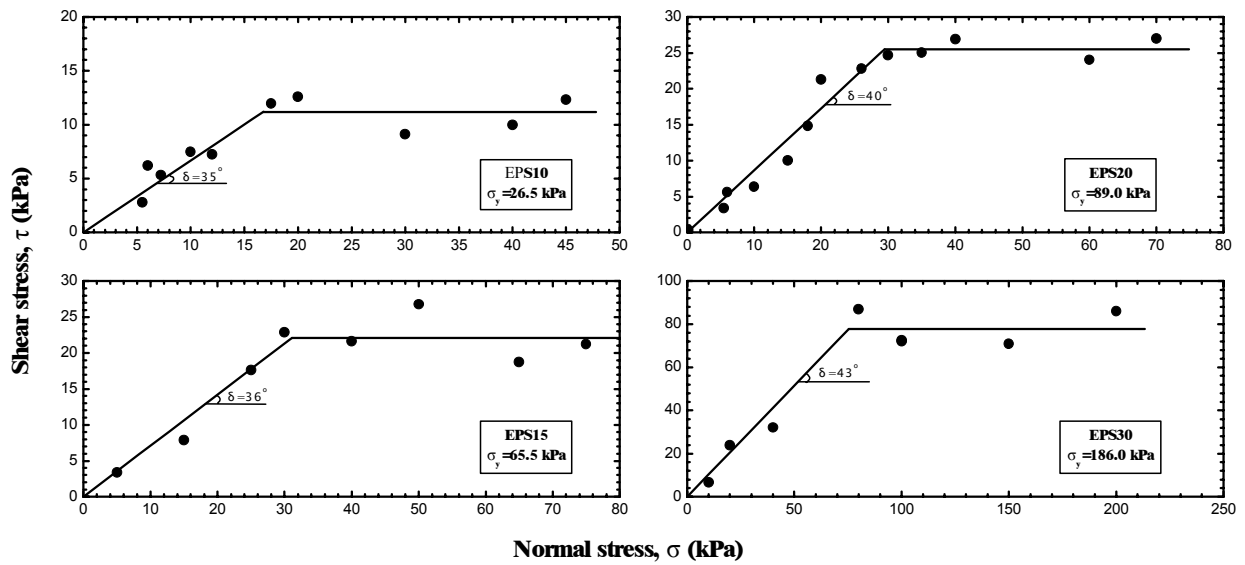 Shear stress, τ (kPa)
20
15
10
5
0
0 5 10 15 20 25 30 35 40 45 50
δ=35°
EPS10
σy=26.5 kPa
30
25
20
15
10
5
0
0 10 20 30 40 50 60 70 80
δ=40°
EPS20
σy=89.0 kPa
30
25
20
15
10
5
0
0 10 20 30 40 50 60 70 80
δ=36°
EPS15
σy=65.5 kPa
100
80
60
40
20
0
0 50 100 150 200 250
δ=43°
EPS30
σy=186.0 kPa
Normal stress, σ (kPa)